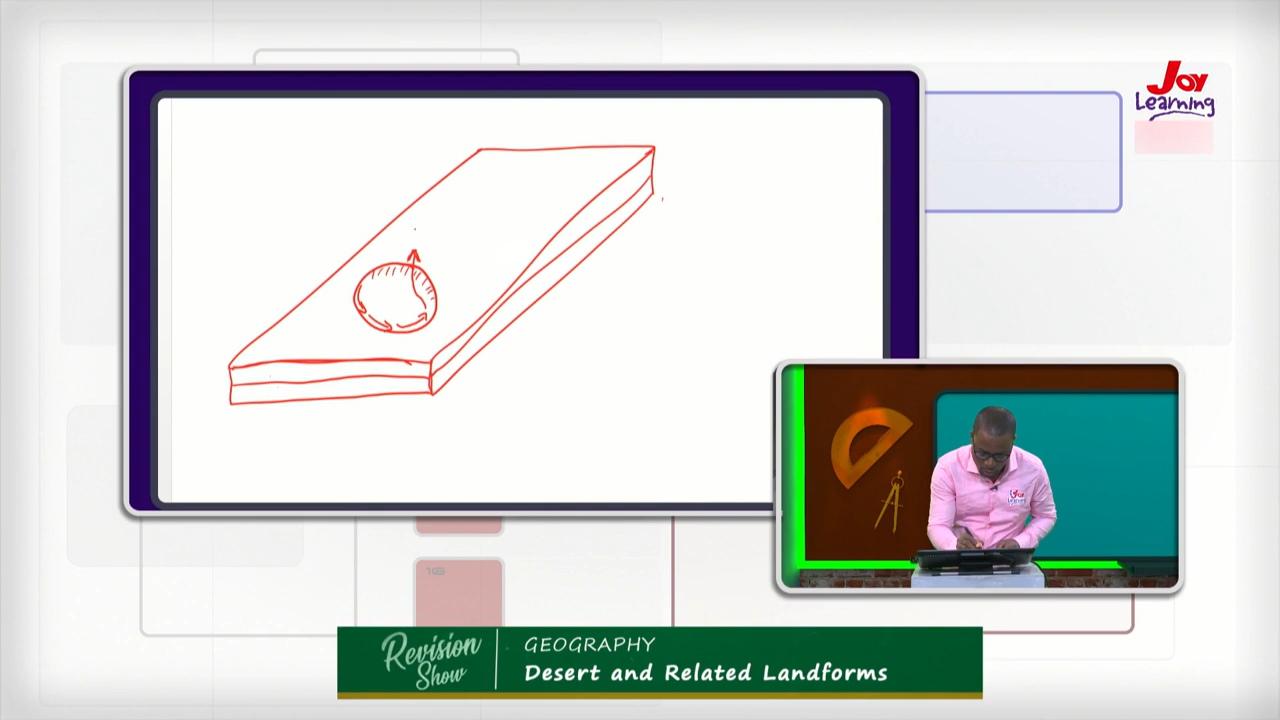 Joy
Learning
Revision
Show
GEOGRAPHY
Desert and Related Landforms